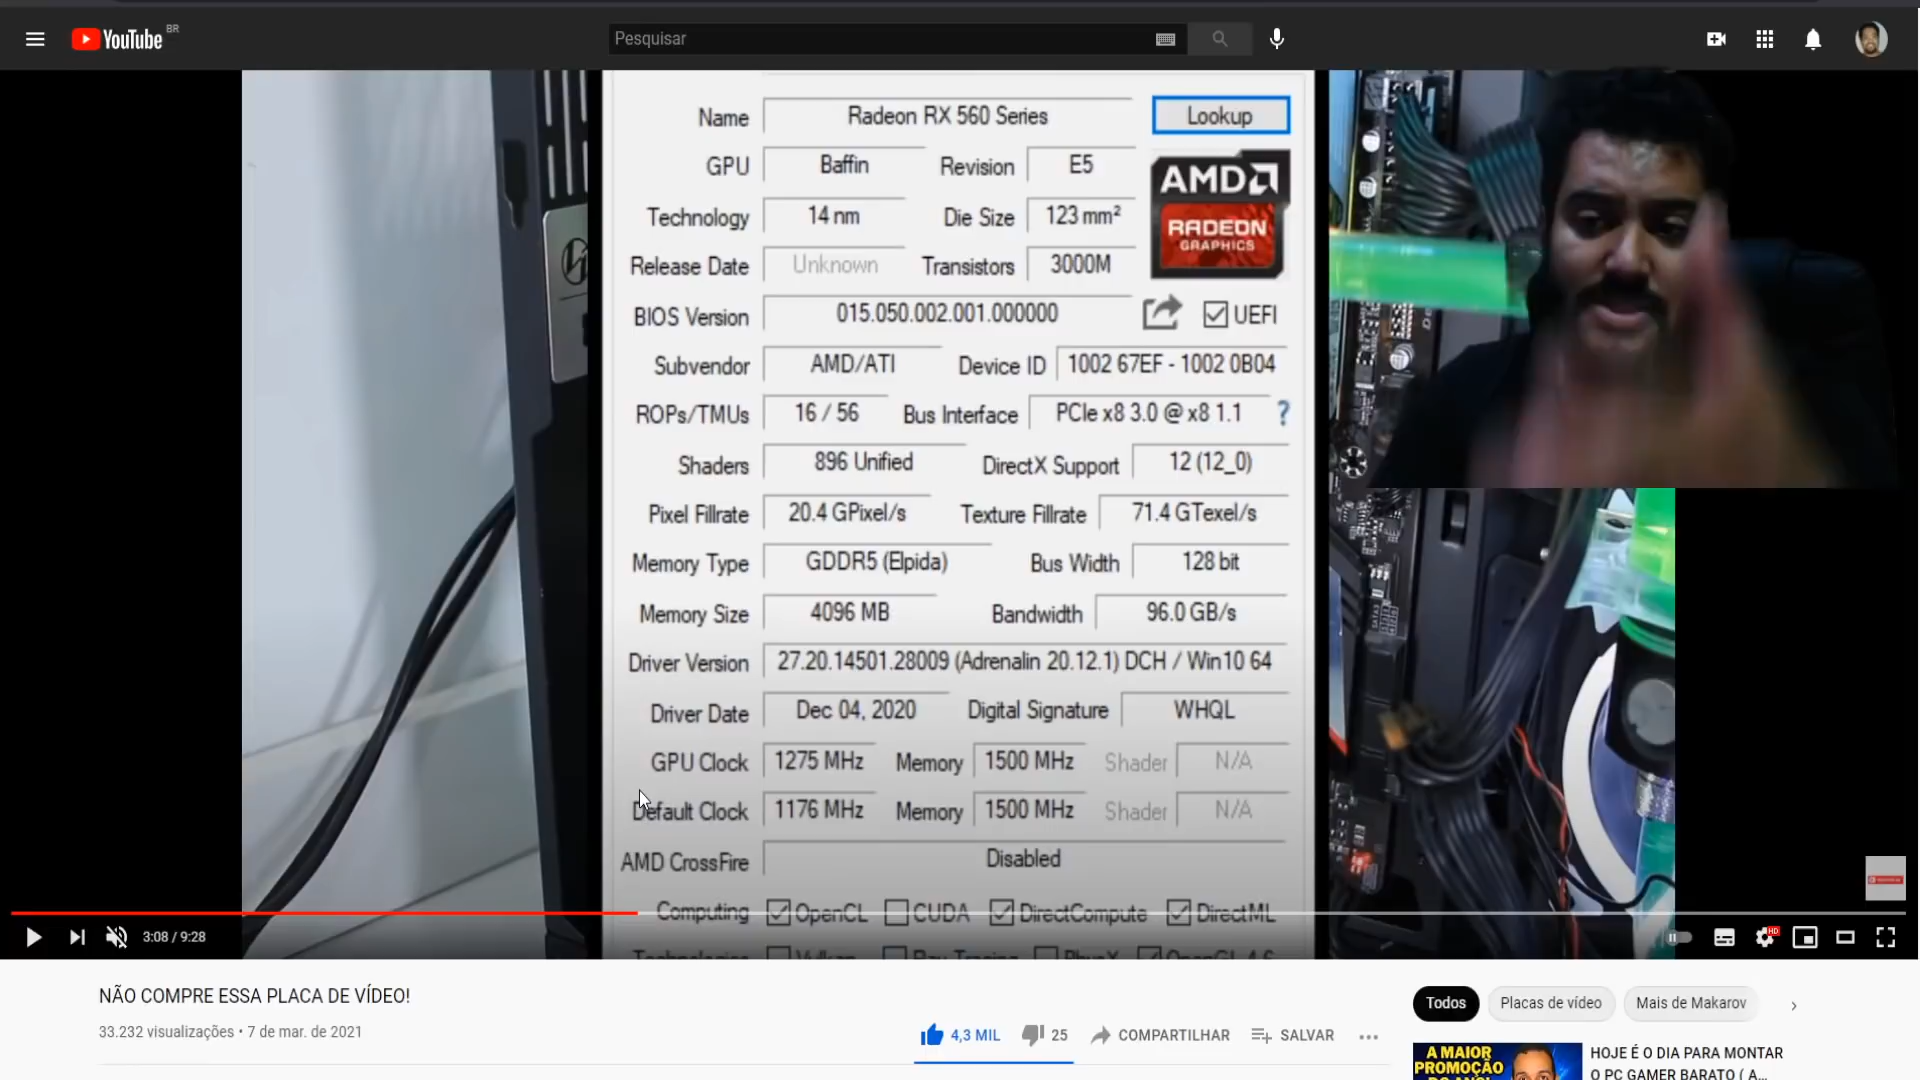 YouTube BR
Pesquisar
Name Radeon RX 560 Series Lookup
GPU Baffin Revision E5
AMD
RADEON
GRAPHICS
Technology 14 nm Die Size 123 mm²
Release Date Unknown Transistors 3000M
BIOS Version 015.050.002.001.000000 UEFI
Subvendor AMD/ATI Device ID 1002 67EF - 1002 0B04
ROPs/TMUs 16 / 56 Bus Interface PCIe x8 3.0 @ x8 1.1 ?
Shaders 896 Unified DirectX Support 12 (12_0)
Pixel Fillrate 20.4 GPixel/s Texture Fillrate 71.4 GTexel/s
Memory Type GDDR5 (Elpida) Bus Width 128 bit
Memory Size 4096 MB Bandwidth 96.0 GB/s
Driver Version 27.20.14501.28009 (Adrenalin 20.12.1) DCH / Win10 64
Driver Date Dec 04, 2020 Digital Signature WHQL
GPU Clock 1275 MHz Memory 1500 MHz Shader N/A
Default Clock 1176 MHz Memory 1500 MHz Shader N/A
AMD CrossFire Disabled
Computing OpenCL CUDA DirectCompute DirectML
Technologies Vulkan Ray Tracing PhysX OpenGL 4.6
3:08 / 9:28
HD
NÃO COMPRE ESSA PLACA DE VÍDEO!
33.232 visualizações • 7 de mar. de 2021
4,3 MIL 25 COMPARTILHAR SALVAR
Todos Placas de vídeo Mais de Makarov
A MAIOR
PROMOÇÃO
HOJE É O DIA PARA MONTAR
O PC GAMER BARATO ( A...